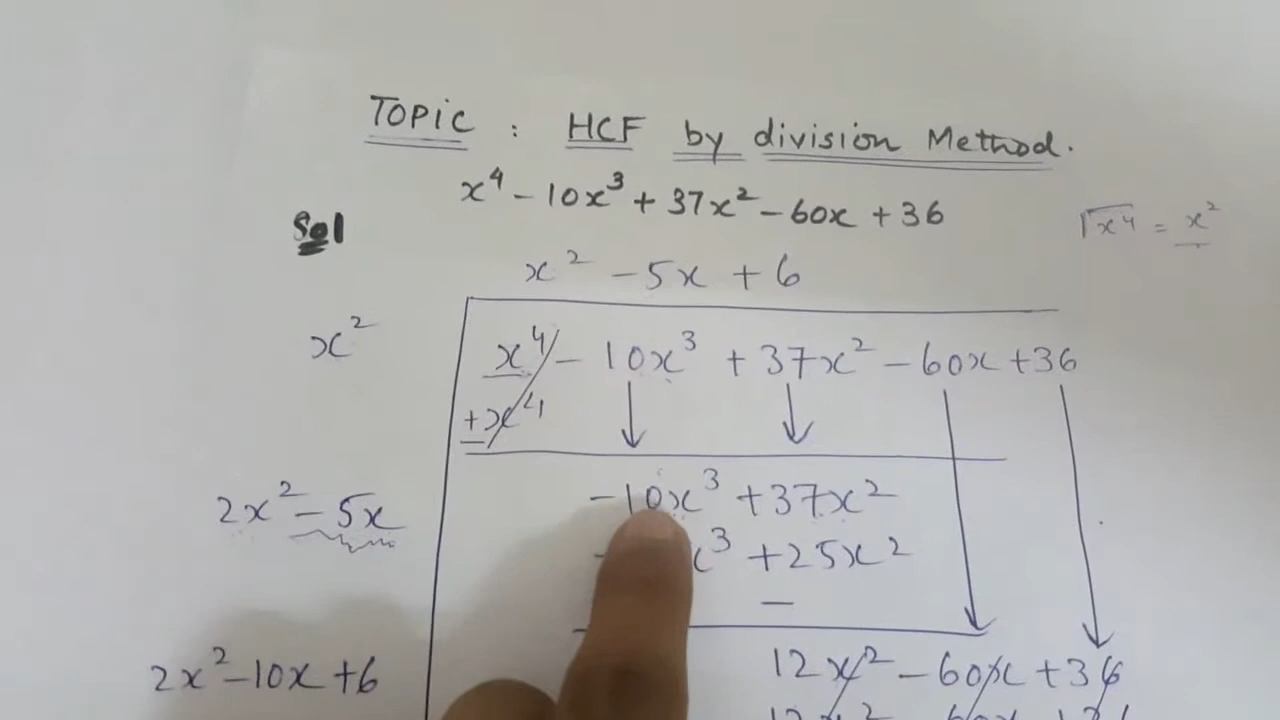 TOPIC : HCF by division Method.
x⁴ - 10x³ + 37x² - 60x + 36
Sol
√x⁴ = x²
x² - 5x + 6
x² x⁴ - 10x³ + 37x² - 60x + 36
+x⁴
-
2x² - 5x -10x³ + 37x²
x³ + 25x²
-
2x² - 10x + 6 12x² - 60x + 36